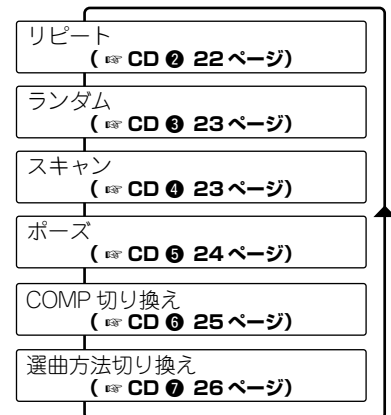 リピート
( ☞ CD ❷ 22 ページ)
ランダム
( ☞ CD ❸ 23 ページ)
スキャン
( ☞ CD ❹ 23 ページ)
ポーズ
( ☞ CD ❺ 24 ページ)
COMP 切り換え
( ☞ CD ❻ 25 ページ)
選曲方法切り換え
( ☞ CD ❼ 26 ページ)